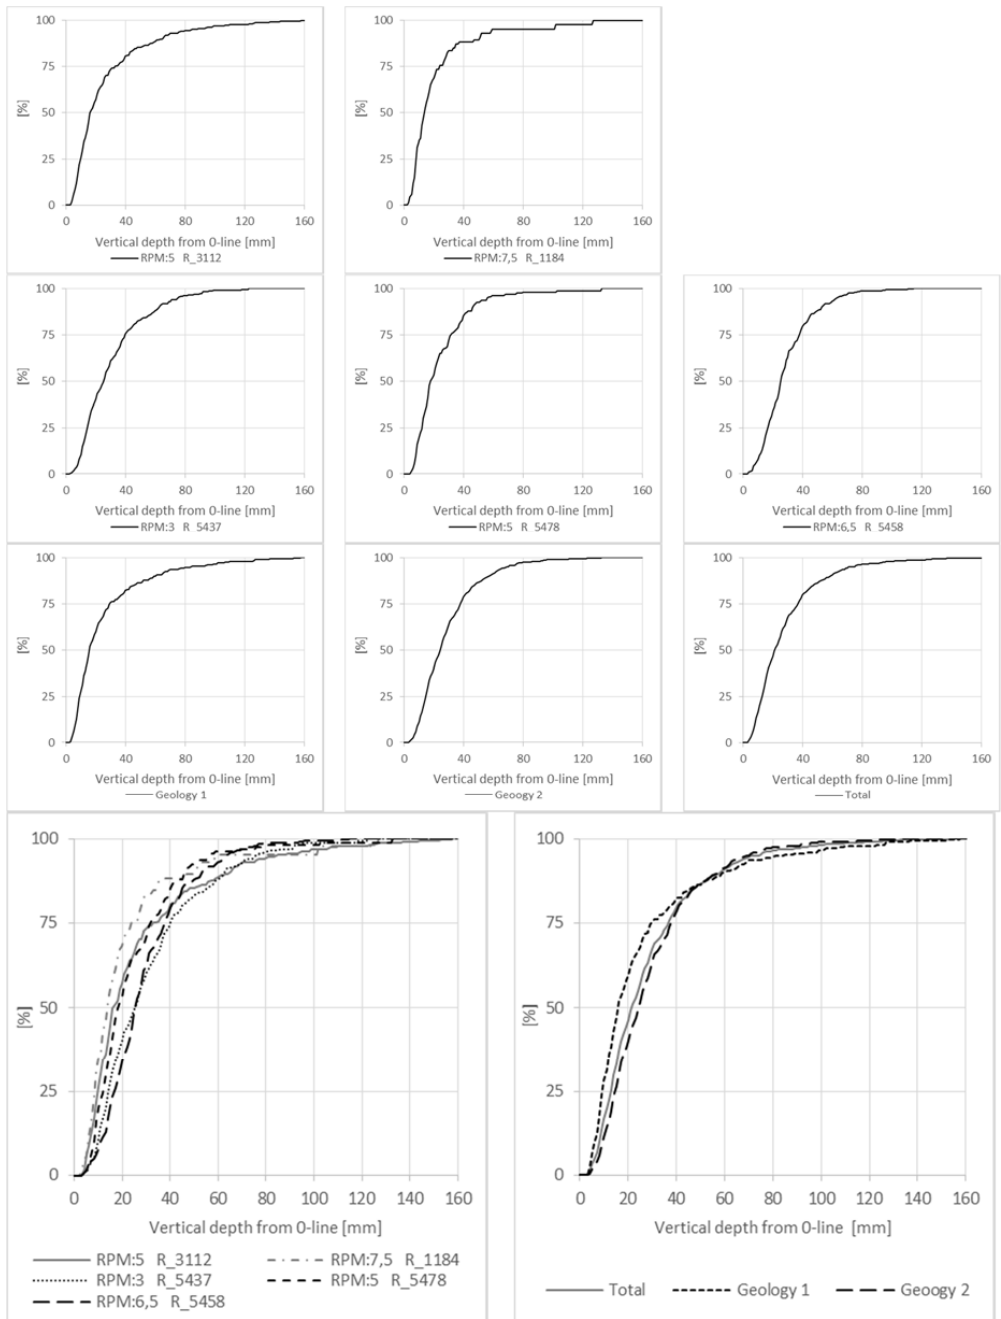 100
75
50
25
0
[%]
0 40 80 120 160
Vertical depth from 0-line [mm]
RPM:5 R_3112
100
75
50
25
0
[%]
0 40 80 120 160
Vertical depth from 0-line [mm]
RPM:7,5 R_1184
100
75
50
25
0
[%]
0 40 80 120 160
Vertical depth from 0-line [mm]
RPM:3 R_5437
100
75
50
25
0
[%]
0 40 80 120 160
Vertical depth from 0-line [mm]
RPM:5 R_5478
100
75
50
25
0
[%]
0 40 80 120 160
Vertical depth from 0-line [mm]
RPM:6,5 R_5458
100
75
50
25
0
[%]
0 40 80 120 160
Vertical depth from 0-line [mm]
Geology 1
100
75
50
25
0
[%]
0 40 80 120 160
Vertical depth from 0-line [mm]
Geoogy 2
100
75
50
25
0
[%]
0 40 80 120 160
Vertical depth from 0-line [mm]
Total
100
75
50
25
0
[%]
0 20 40 60 80 100 120 140 160
Vertical depth from 0-line [mm]
RPM:5 R_3112 RPM:7,5 R_1184
RPM:3 R_5437 RPM:5 R_5478
RPM:6,5 R_5458
100
75
50
25
0
[%]
0 20 40 60 80 100 120 140 160
Vertical depth from 0-line [mm]
Total Geology 1 Geoogy 2